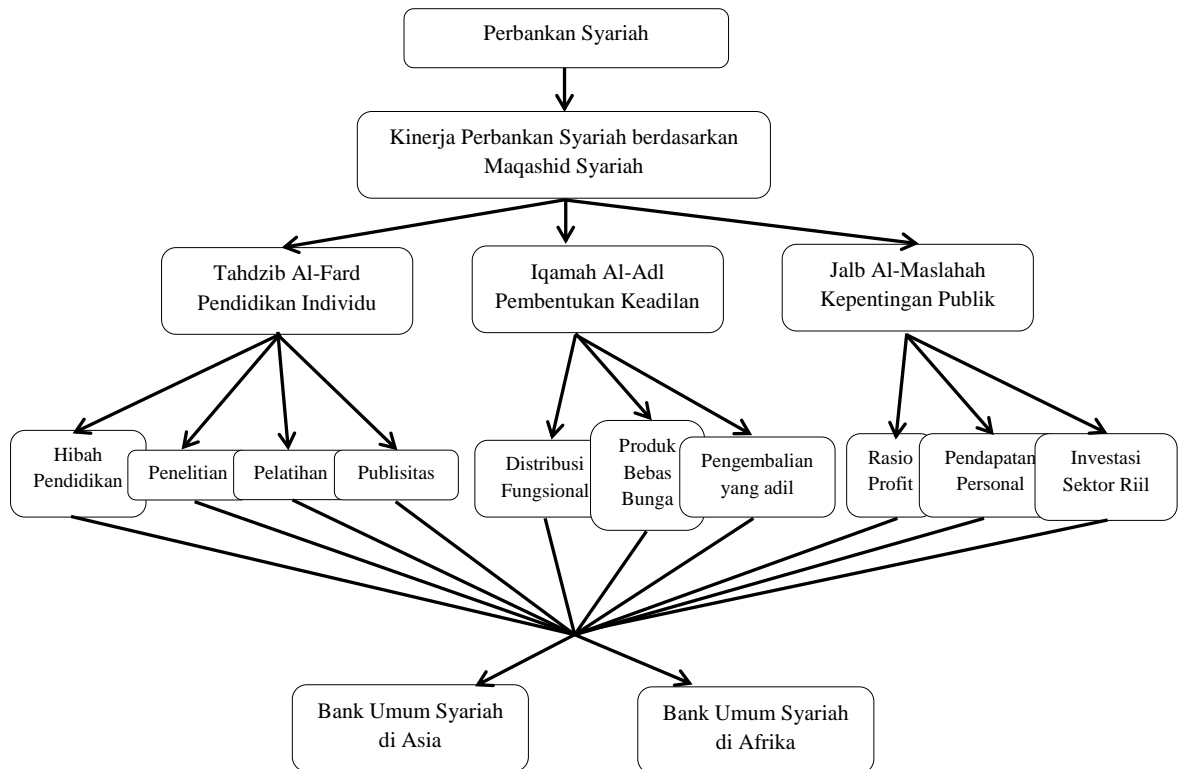 Perbankan Syariah
Kinerja Perbankan Syariah berdasarkan
Maqashid Syariah
Tahdzib Al-Fard
Pendidikan Individu
Iqamah Al-Adl
Pembentukan Keadilan
Jalb Al-Maslahah
Kepentingan Publik
Hibah
Pendidikan
Penelitian
Pelatihan
Publisitas
Distribusi
Fungsional
Produk
Bebas
Bunga
Pengembalian
yang adil
Rasio
Profit
Pendapatan
Personal
Investasi
Sektor Riil
Bank Umum Syariah
di Asia
Bank Umum Syariah
di Afrika